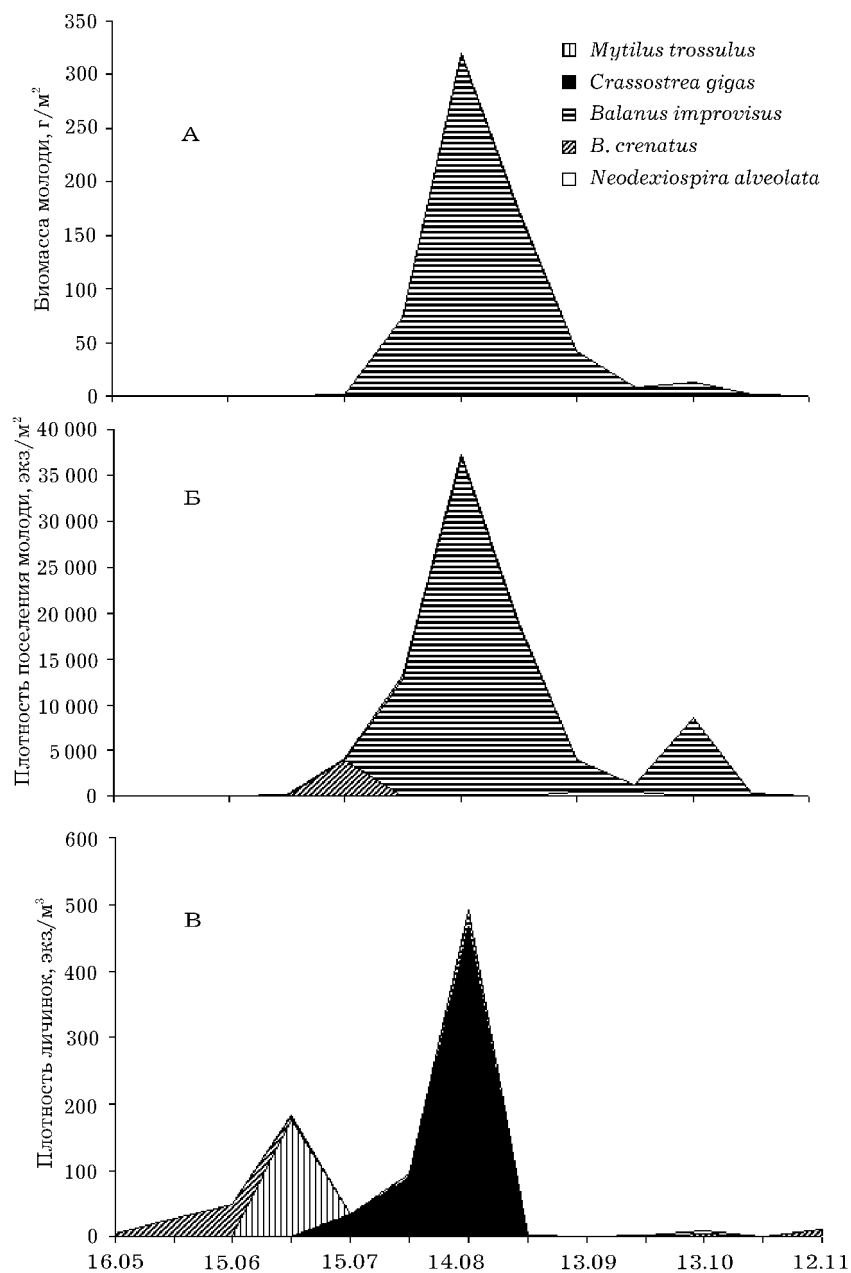 350
300
250
200
150
100
50
0
Биомасса молоди, г/м²
А
Mytilus trossulus
Crassostrea gigas
Balanus improvisus
B. crenatus
Neodexiospira alveolata
40 000
35 000
30 000
25 000
20 000
15 000
10 000
5 000
0
Плотность поселения молоди, экз/м²
Б
600
500
400
300
200
100
0
Плотность личинок, экз/м³
В
16.05 15.06 15.07 14.08 13.09 13.10 12.11